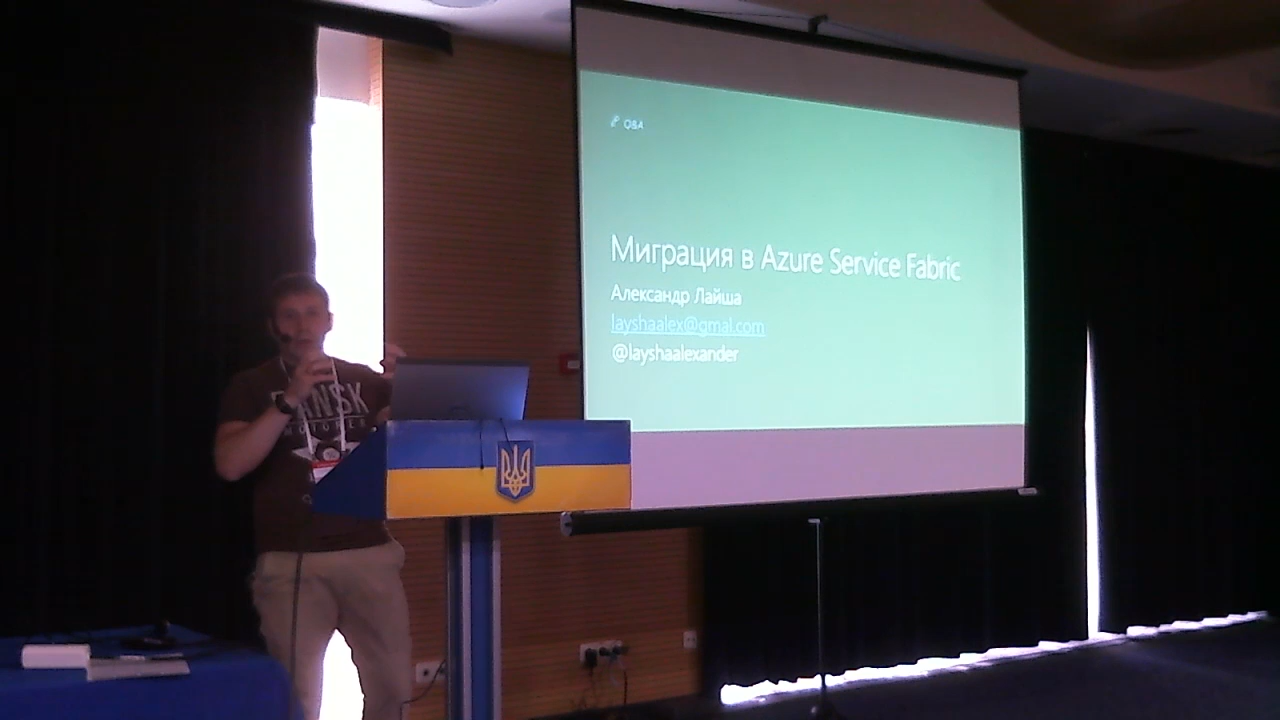 Q&A
Миграция в Azure Service Fabric
Александр Лайша
layshaalex@gmal.com
@layshaalexander